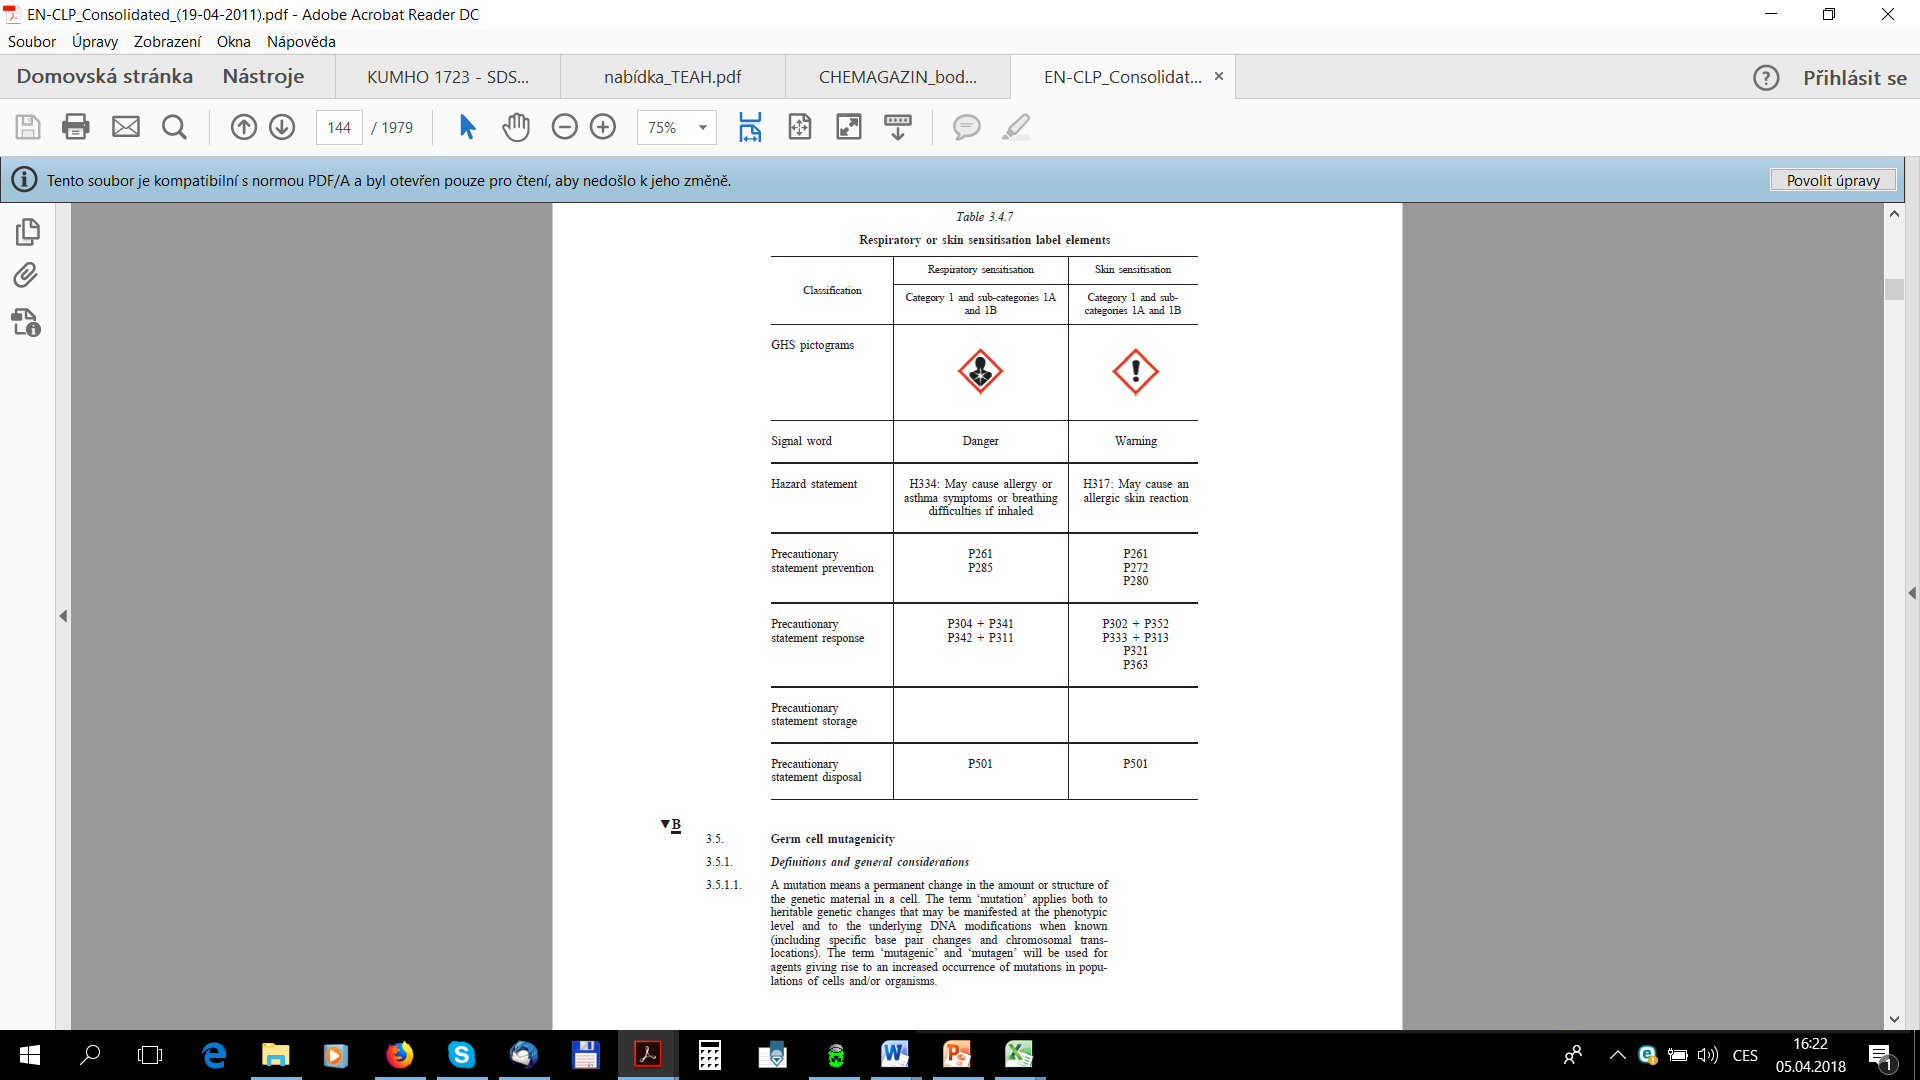 EN-CLP_Consolidated_(19-04-2011).pdf - Adobe Acrobat Reader DC
Soubor Úpravy Zobrazení Okna Nápověda
Domovská stránka Nástroje KUMHO 1723 - SDS... nabídka_TEAH.pdf CHEMAGAZIN_bod... EN-CLP_Consolidat... × Přihlásit se
144 / 1979 75%
Tento soubor je kompatibilní s normou PDF/A a byl otevřen pouze pro čtení, aby nedošlo k jeho změně. Povolit úpravy
Table 3.4.7
Respiratory or skin sensitisation label elements
Classification
Respiratory sensitisation Skin sensitisation
Category 1 and sub-categories 1A Category 1 and sub-
and 1B categories 1A and 1B
GHS pictograms
Signal word Danger Warning
Hazard statement H334: May cause allergy or H317: May cause an
asthma symptoms or breathing allergic skin reaction
difficulties if inhaled
Precautionary P261 P261
statement prevention P285 P272
P280
Precautionary P304 + P341 P302 + P352
statement response P342 + P311 P333 + P313
P321
P363
Precautionary
statement storage
Precautionary P501 P501
statement disposal
▼B
3.5. Germ cell mutagenicity
3.5.1. Definitions and general considerations
3.5.1.1. A mutation means a permanent change in the amount or structure of
the genetic material in a cell. The term ‘mutation’ applies both to
heritable genetic changes that may be manifested at the phenotypic
level and to the underlying DNA modifications when known
(including specific base pair changes and chromosomal trans-
locations). The term ‘mutagenic’ and ‘mutagen’ will be used for
agents giving rise to an increased occurrence of mutations in popu-
lations of cells and/or organisms.
CES 16:22
05.04.2018 1